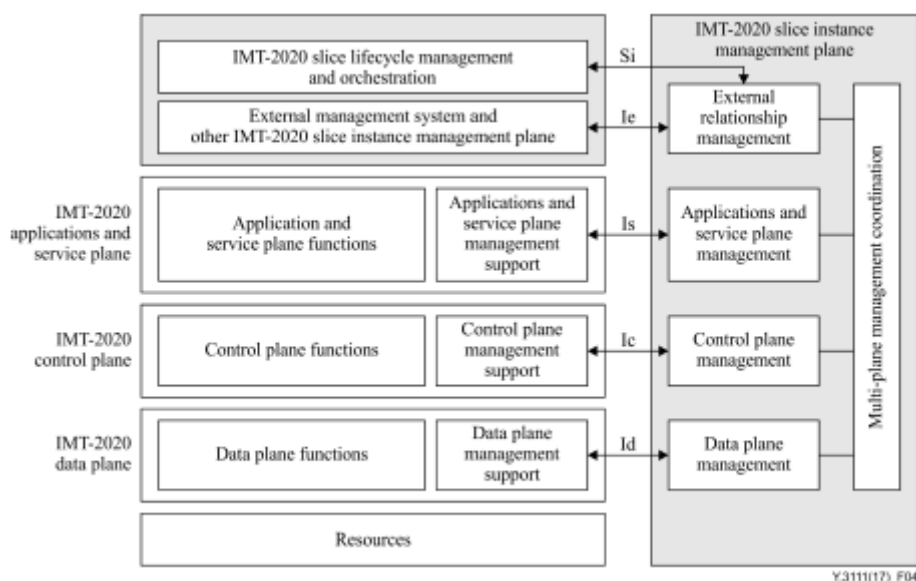 IMT-2020 slice lifecycle management
and orchestration
Si
IMT-2020 slice instance
management plane
External management system and
other IMT-2020 slice instance management plane
Ie
External
relationship
management
Multi-plane management coordination
IMT-2020
applications and
service plane
Application and
service plane functions
Applications and
service plane
management
support
Is
Applications and
service plane
management
IMT-2020
control plane
Control plane functions
Control plane
management
support
Ic
Control plane
management
IMT-2020
data plane
Data plane functions
Data plane
management
support
Id
Data plane
management
Resources
Y.3111(17)_F04